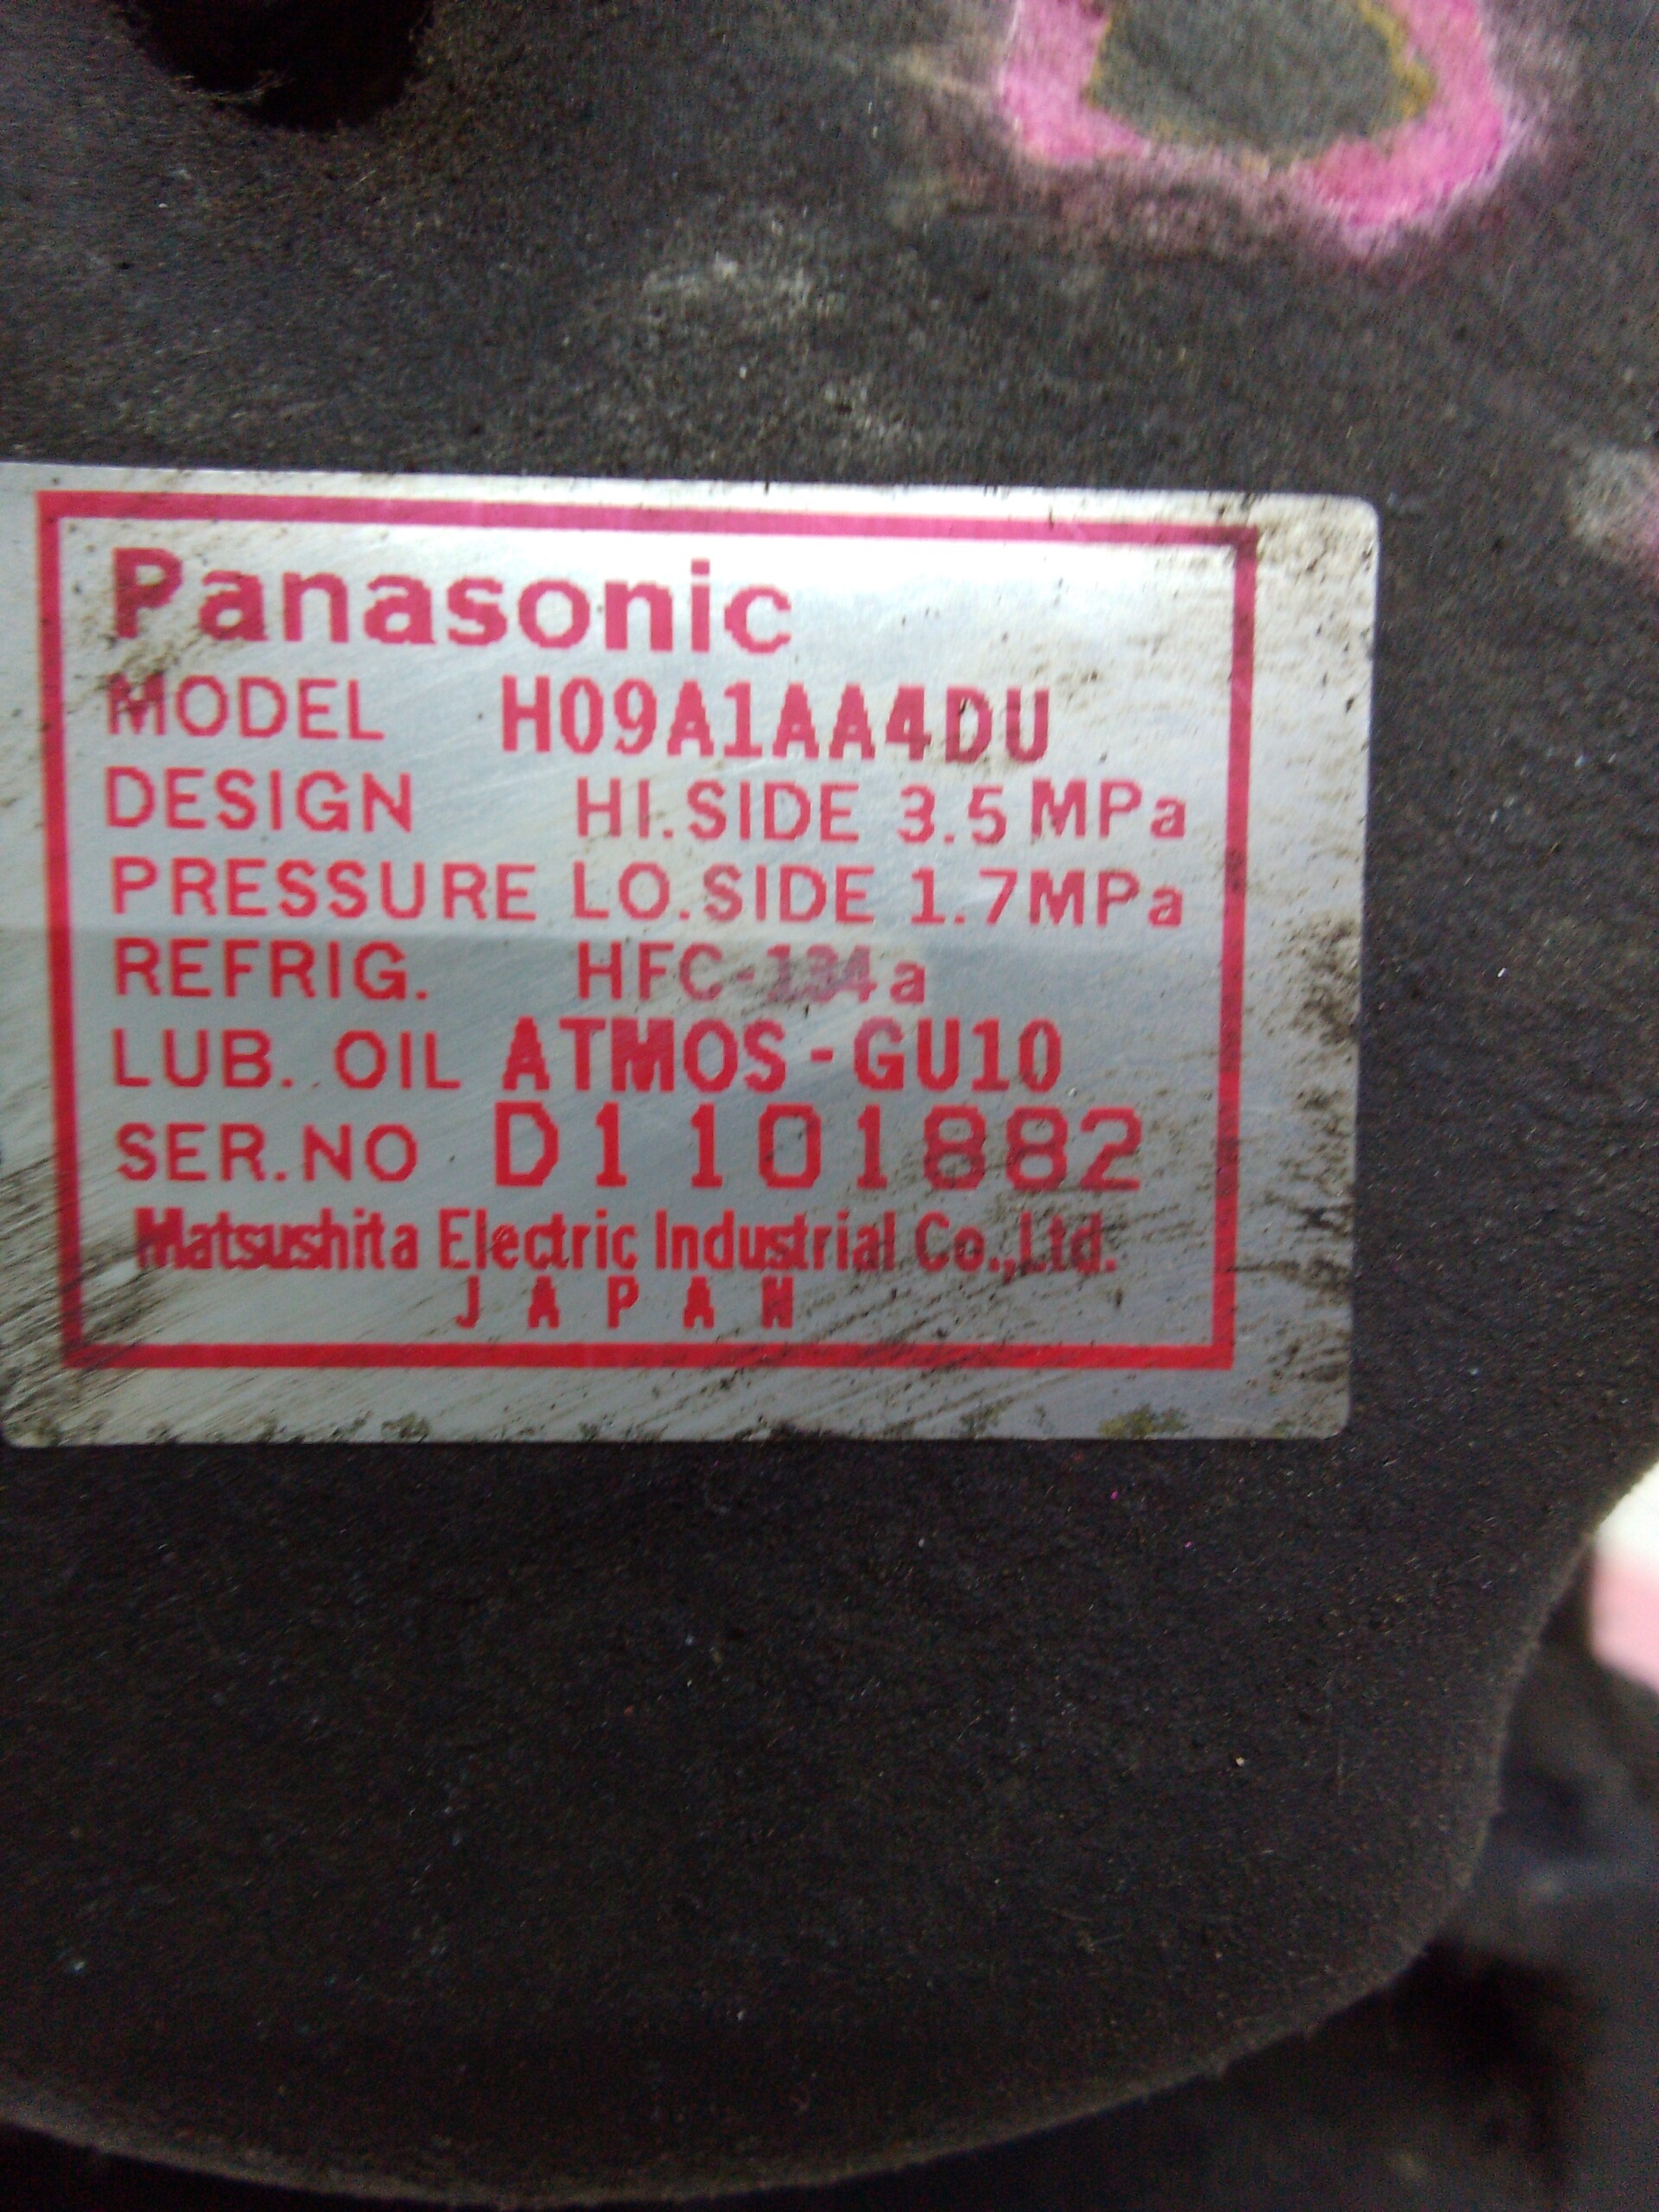 Panasonic
MODEL H09A1AA4DU
DESIGN HI.SIDE 3.5MPa
PRESSURE LO.SIDE 1.7MPa
REFRIG. HFC-134a
LUB. OIL ATMOS-GU10
SER.NO D1101882
Matsushita Electric Industrial Co.,Ltd.
JAPAN